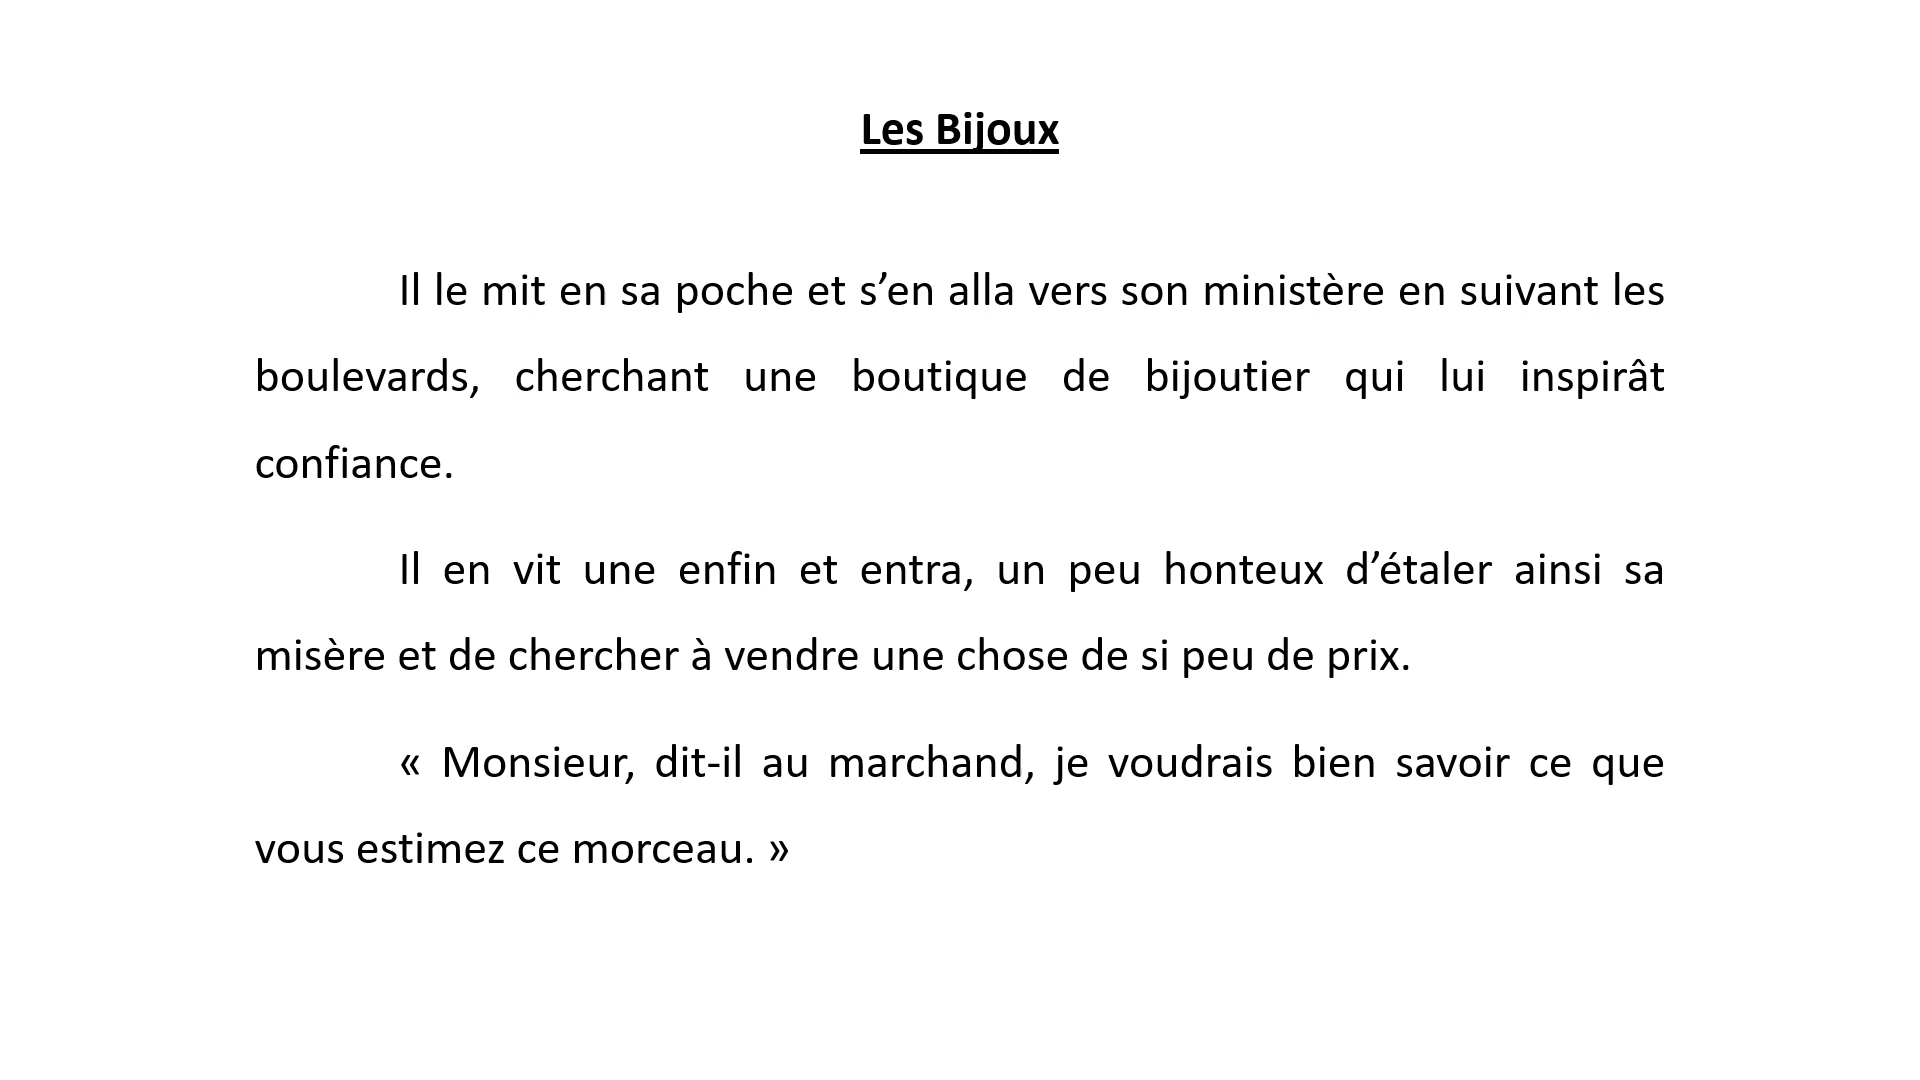 Les Bijoux
Il le mit en sa poche et s’en alla vers son ministère en suivant les
boulevards, cherchant une boutique de bijoutier qui lui inspirât
confiance.
Il en vit une enfin et entra, un peu honteux d’étaler ainsi sa
misère et de chercher à vendre une chose de si peu de prix.
« Monsieur, dit-il au marchand, je voudrais bien savoir ce que
vous estimez ce morceau. »